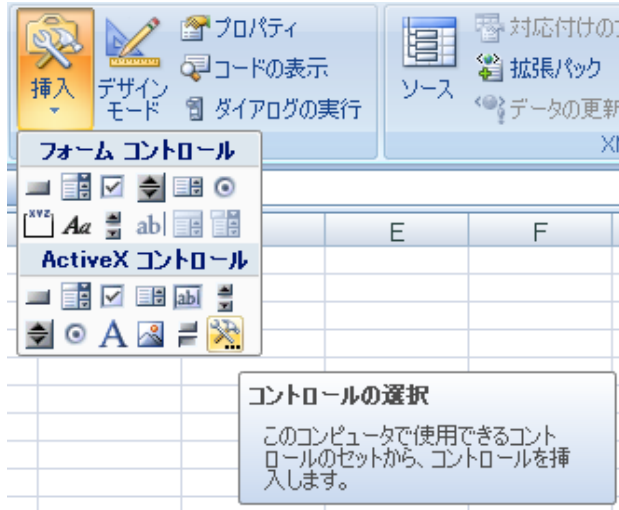 挿入
デザイン
モード
プロパティ
コードの表示
ダイアログの実行
ソース
対応付けの
拡張パック
データの更新
フォーム コントロール
XYZ
Aa
ab
ActiveX コントロール
ab
A
E
F
コントロールの選択
このコンピュータで使用できるコント
ロールのセットから、コントロールを挿
入します。